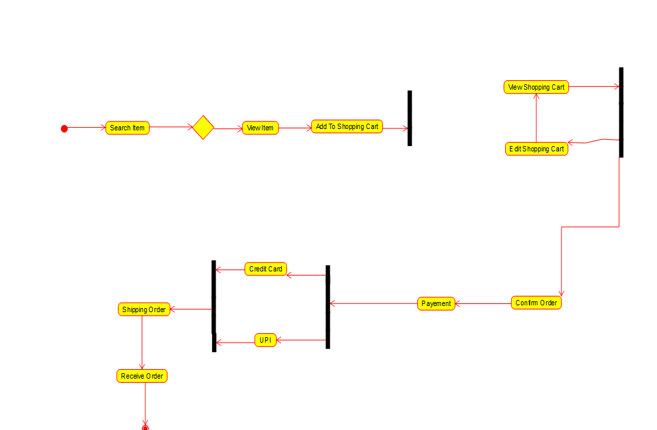 View Shopping Cart
Search Item
View Item
Add To Shopping Cart
Edit Shopping Cart
Credit Card
Shipping Order
Payement
Confirm Order
UPI
Receive Order